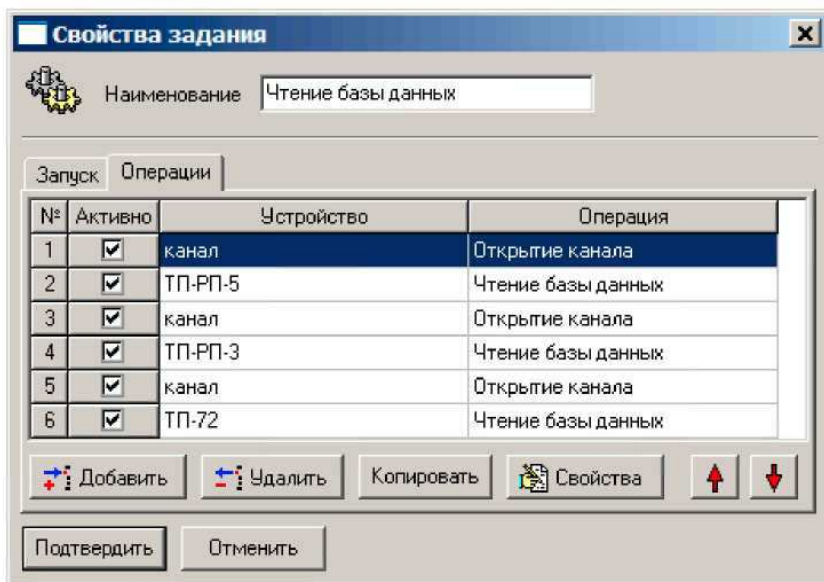 Свойства задания
Наименование Чтение базы данных
Запуск Операции
№ Активно Устройство Операция
1 канал Открытие канала
2 ТП-РП-5 Чтение базы данных
3 канал Открытие канала
4 ТП-РП-3 Чтение базы данных
5 канал Открытие канала
6 ТП-72 Чтение базы данных
Добавить Удалить Копировать Свойства
Подтвердить Отменить